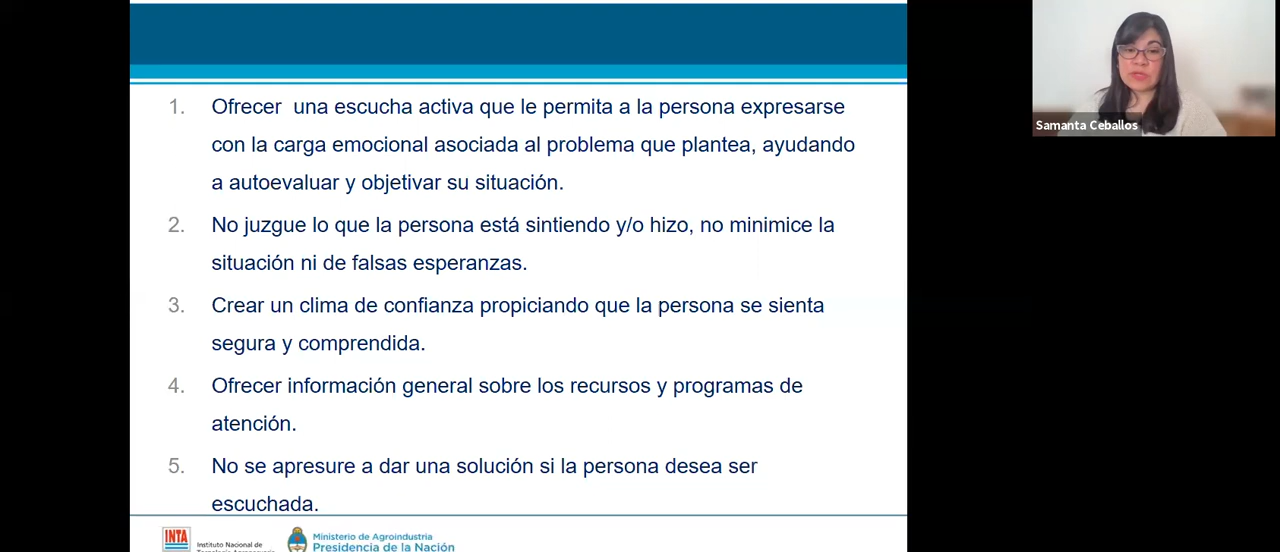 1. Ofrecer una escucha activa que le permita a la persona expresarse
con la carga emocional asociada al problema que plantea, ayudando
a autoevaluar y objetivar su situación.
2. No juzgue lo que la persona está sintiendo y/o hizo, no minimice la
situación ni de falsas esperanzas.
3. Crear un clima de confianza propiciando que la persona se sienta
segura y comprendida.
4. Ofrecer información general sobre los recursos y programas de
atención.
5. No se apresure a dar una solución si la persona desea ser
escuchada.
Samanta Ceballos
INTA
Instituto Nacional de
Ministerio de Agroindustria
Presidencia de la Nación